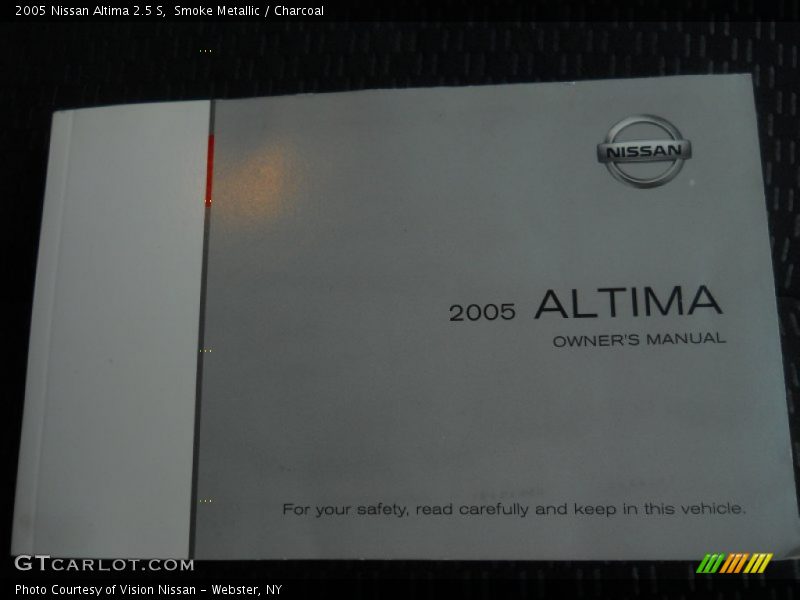 2005 Nissan Altima 2.5 S, Smoke Metallic / Charcoal
NISSAN
2005 ALTIMA
OWNER'S MANUAL
For your safety, read carefully and keep in this vehicle.
GTCARLOT.COM
Photo Courtesy of Vision Nissan - Webster, NY